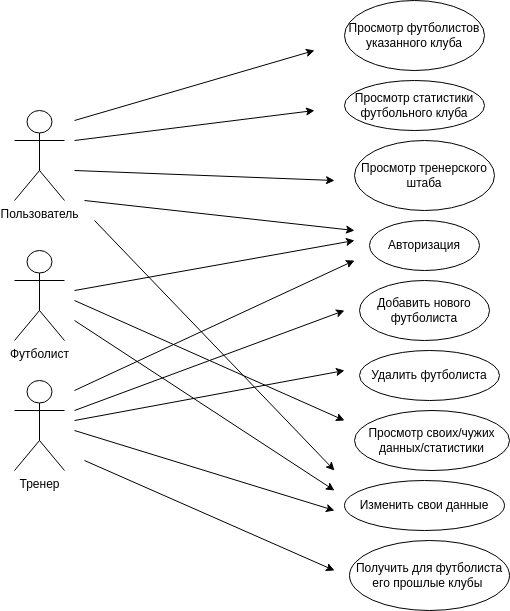 Просмотр футболистов
указанного клуба
Просмотр статистики
футбольного клуба
Просмотр тренерского
штаба
Пользователь
Авторизация
Добавить нового
футболиста
Футболист
Удалить футболиста
Просмотр своих/чужих
данных/статистики
Тренер
Изменить свои данные
Получить для футболиста
его прошлые клубы